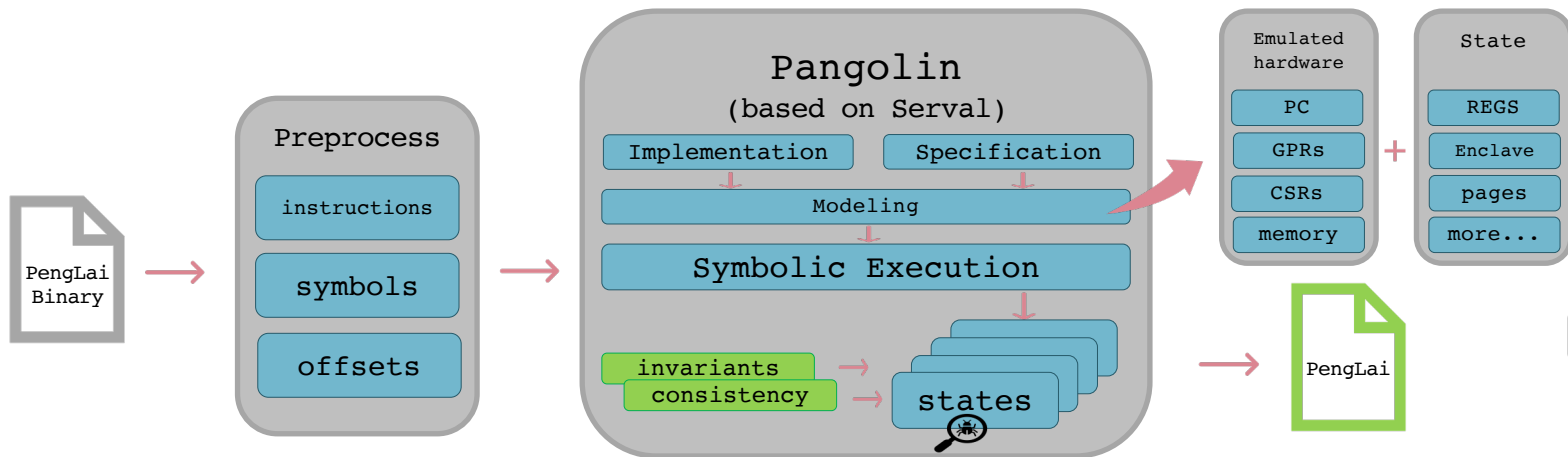 PengLai
Binary
Preprocess
instructions
symbols
offsets
Pangolin
(based on Serval)
Implementation
Specification
Modeling
Symbolic Execution
invariants
consistency
states
Emulated
hardware
PC
GPRs
CSRs
memory
+
State
REGS
Enclave
pages
more...
PengLai